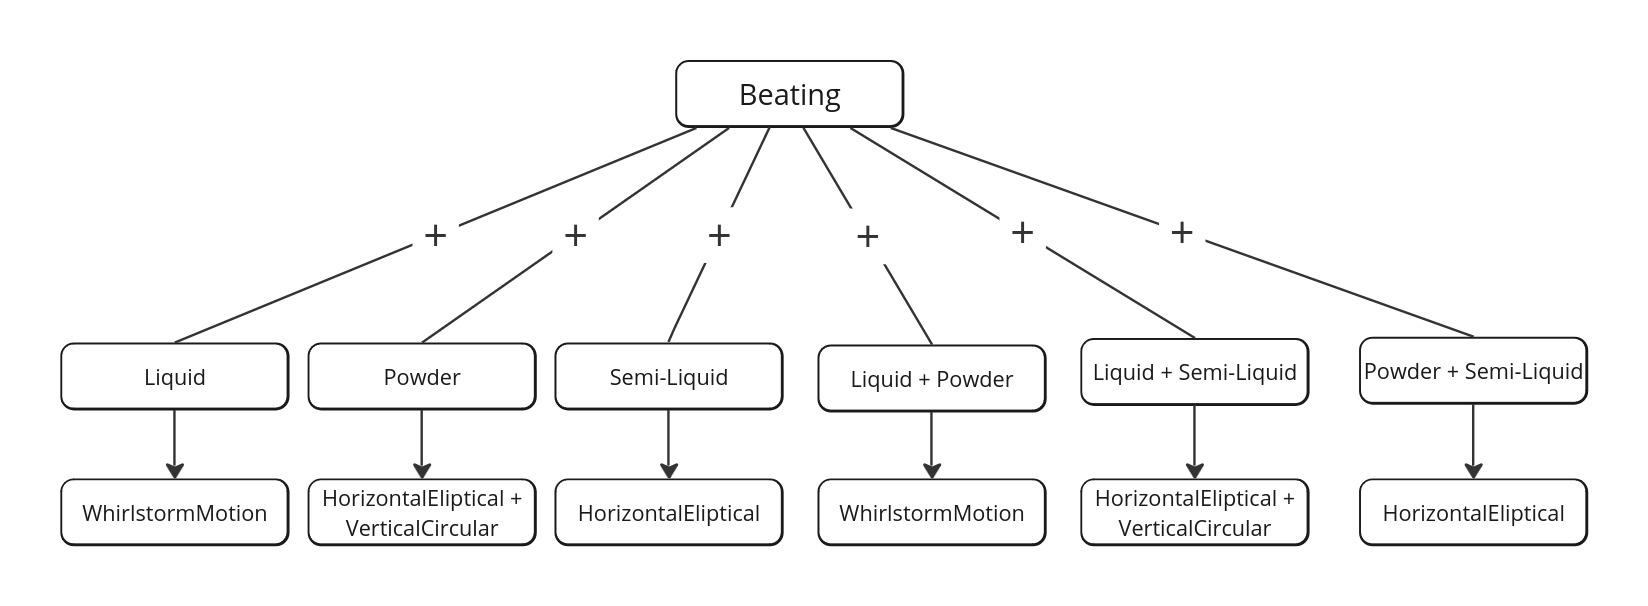 Beating
+ + + + + +
Liquid
Powder
Semi-Liquid
Liquid + Powder
Liquid + Semi-Liquid
Powder + Semi-Liquid
WhirlstormMotion
HorizontalEliptical +
VerticalCircular
HorizontalEliptical
WhirlstormMotion
HorizontalEliptical +
VerticalCircular
HorizontalEliptical